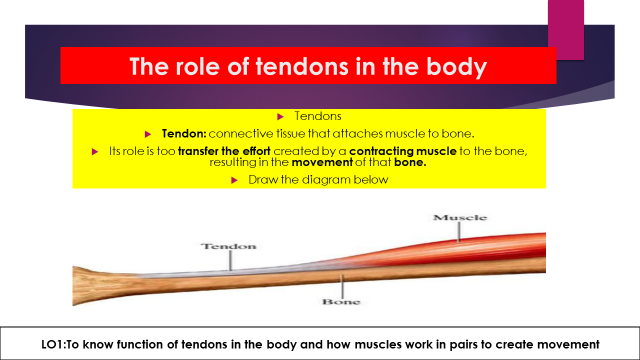 The role of tendons in the body
Tendons
Tendon: connective tissue that attaches muscle to bone.
Its role is too transfer the effort created by a contracting muscle to the bone,
resulting in the movement of that bone.
Draw the diagram below
Muscle
Tendon
Bone
LO1:To know function of tendons in the body and how muscles work in pairs to create movement